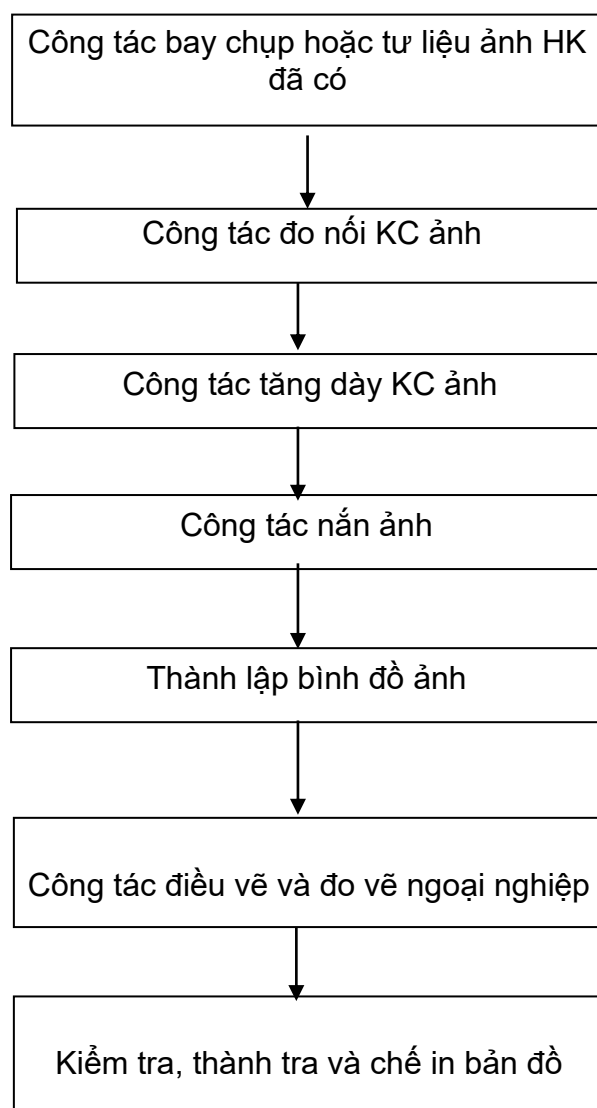 Công tác bay chụp hoặc tư liệu ảnh HK
đã có
Công tác đo nối KC ảnh
Công tác tăng dày KC ảnh
Công tác nắn ảnh
Thành lập bình đồ ảnh
Công tác điều vẽ và đo vẽ ngoại nghiệp
Kiểm tra, thành tra và chế in bản đồ